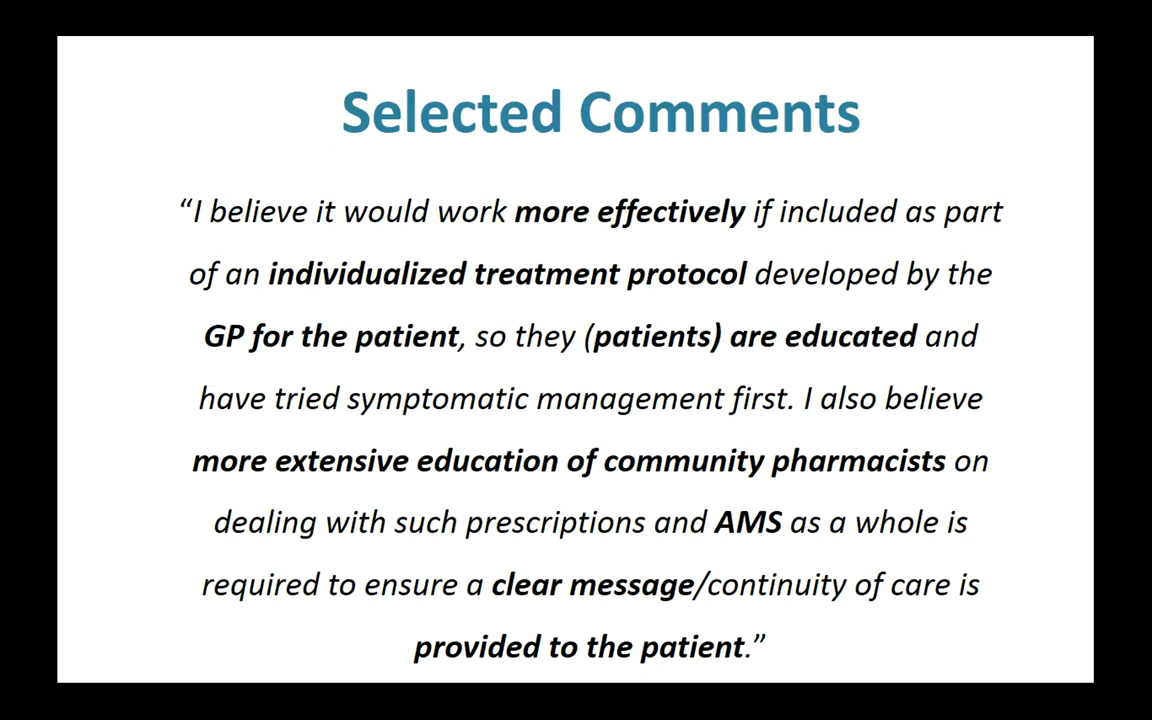 Selected Comments
“I believe it would work more effectively if included as part
of an individualized treatment protocol developed by the
GP for the patient, so they (patients) are educated and
have tried symptomatic management first. I also believe
more extensive education of community pharmacists on
dealing with such prescriptions and AMS as a whole is
required to ensure a clear message/continuity of care is
provided to the patient.”